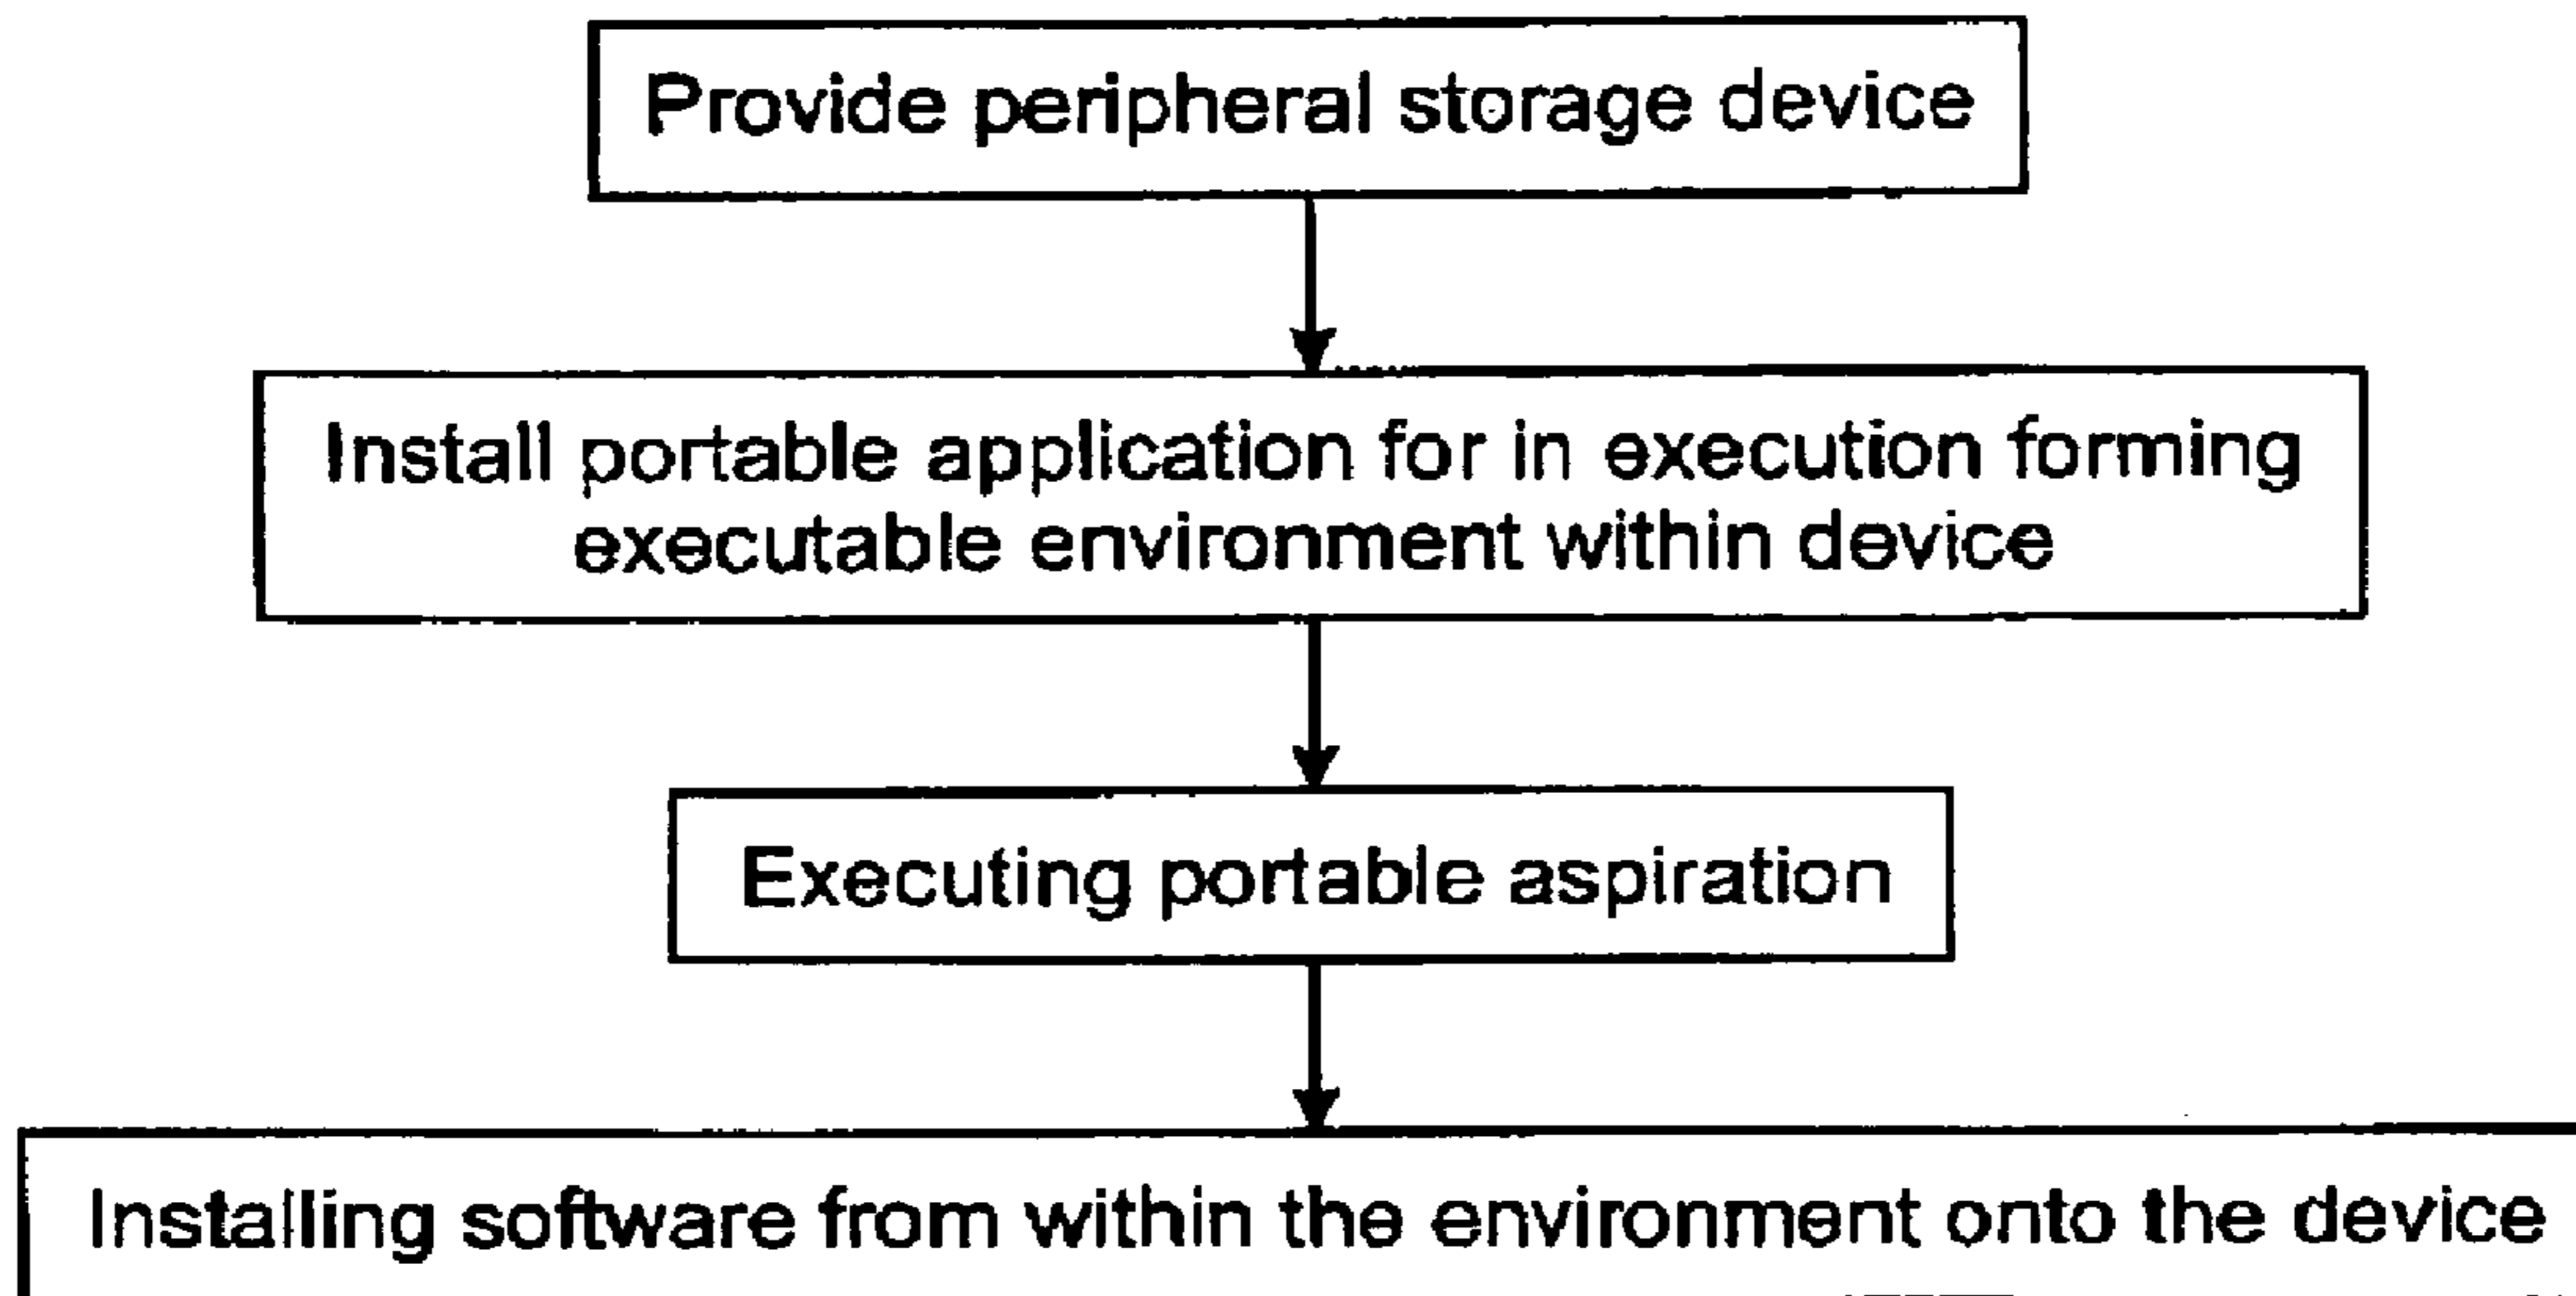 Provide peripheral storage device
Install portable application for in execution forming
executable environment within device
Executing portable aspiration
Installing software from within the environment onto the device